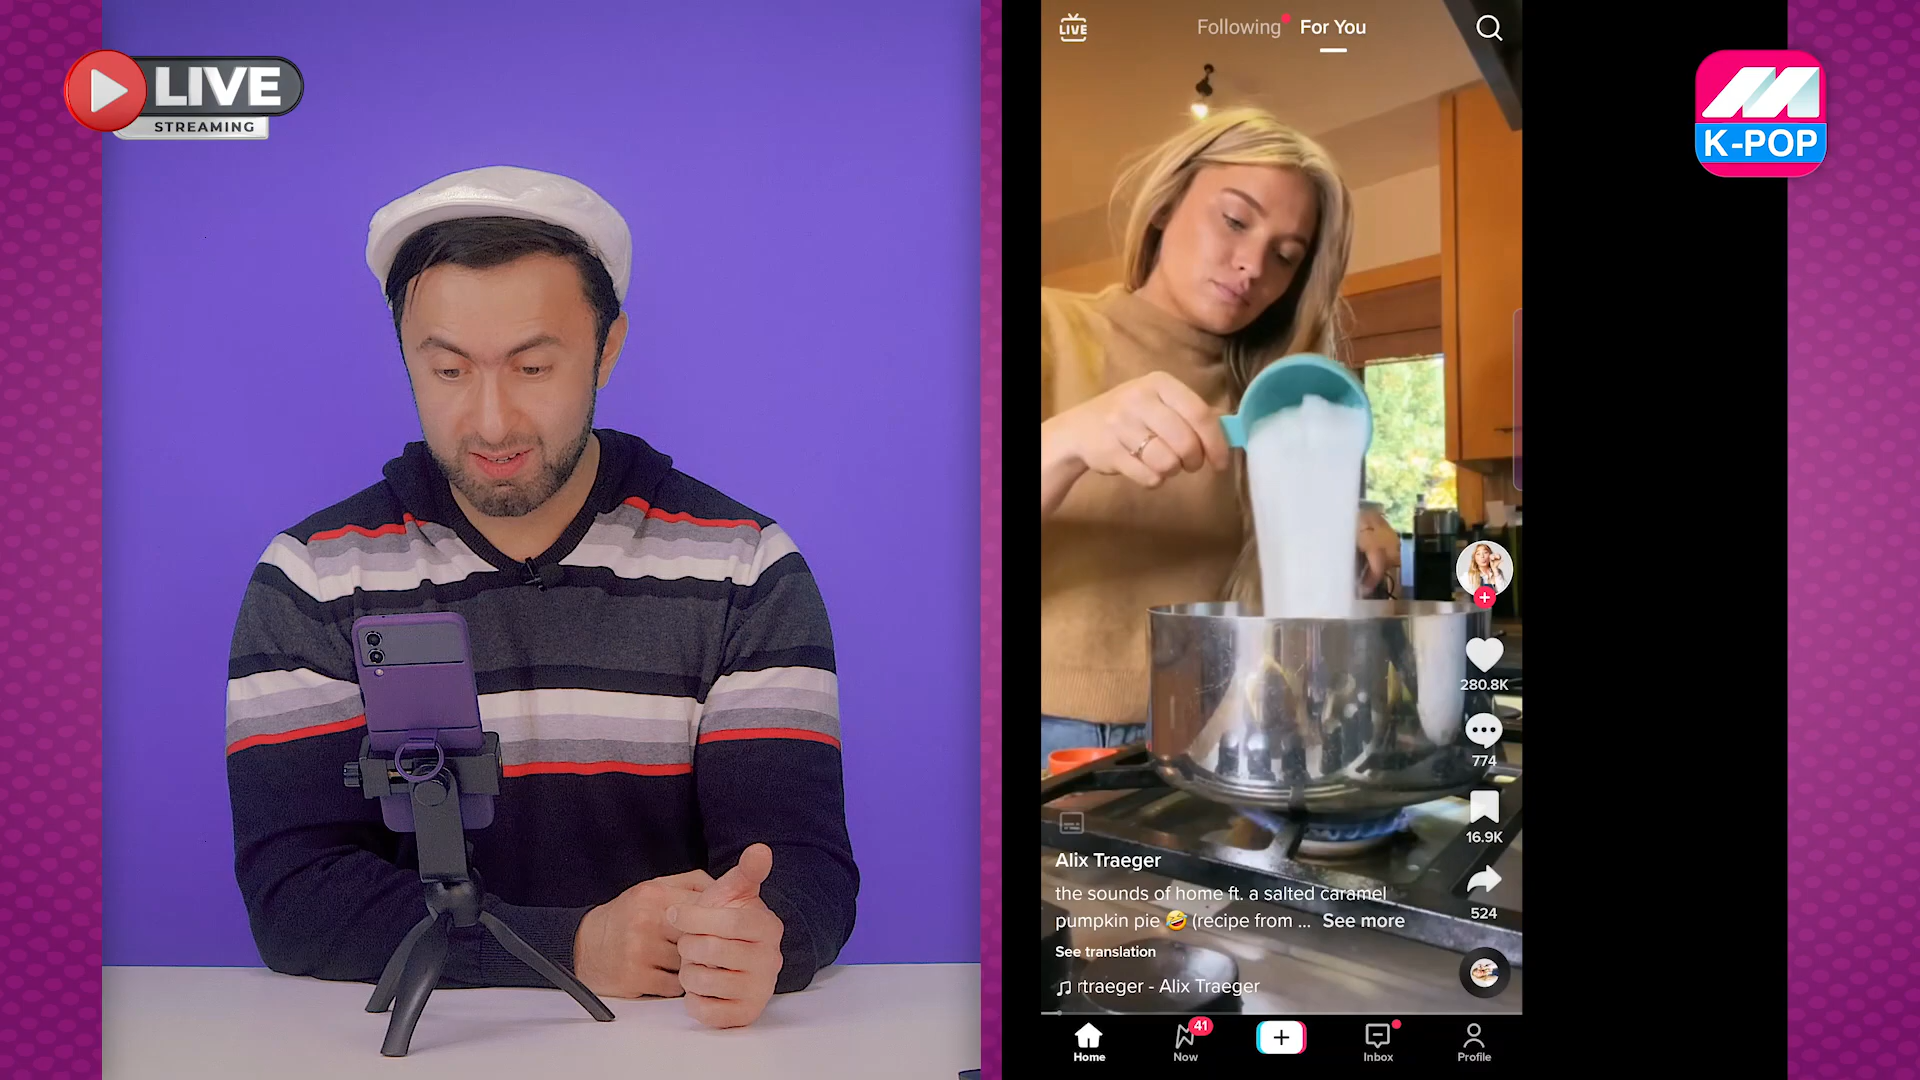 LIVE
STREAMING
LIVE
Following
For You
K-POP
280.8K
774
16.9K
524
Alix Traeger
the sounds of home ft. a salted caramel
pumpkin pie 🤣 (recipe from ... See more
See translation
rtraeger - Alix Traeger
Home
41
Now
Inbox
Profile